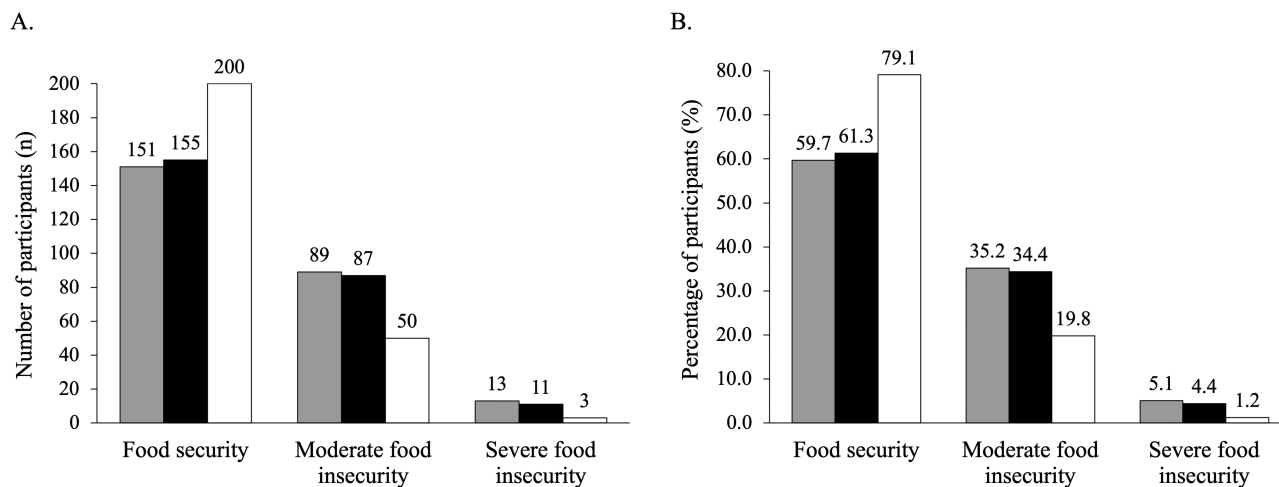 A.
Number of participants (n)
200
180
160
140
120
100
80
60
40
20
0
151
155
200
89
87
50
13
11
3
Food security
Moderate food
insecurity
Severe food
insecurity
B.
Percentage of participants (%)
80.0
70.0
60.0
50.0
40.0
30.0
20.0
10.0
0.0
59.7
61.3
79.1
35.2
34.4
19.8
5.1
4.4
1.2
Food security
Moderate food
insecurity
Severe food
insecurity